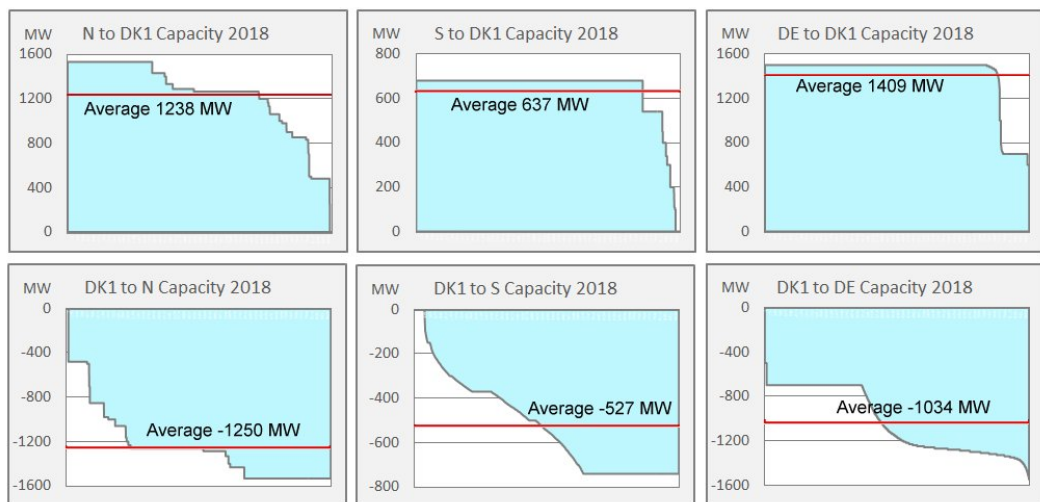 MW N to DK1 Capacity 2018
1600
1200
800
400
0
Average 1238 MW
MW S to DK1 Capacity 2018
800
600
400
200
0
Average 637 MW
MW DE to DK1 Capacity 2018
1600
1200
800
400
0
Average 1409 MW
MW DK1 to N Capacity 2018
0
-400
-800
-1200
-1600
Average -1250 MW
MW DK1 to S Capacity 2018
0
-200
-400
-600
-800
Average -527 MW
MW DK1 to DE Capacity 2018
0
-400
-800
-1200
-1600
Average -1034 MW